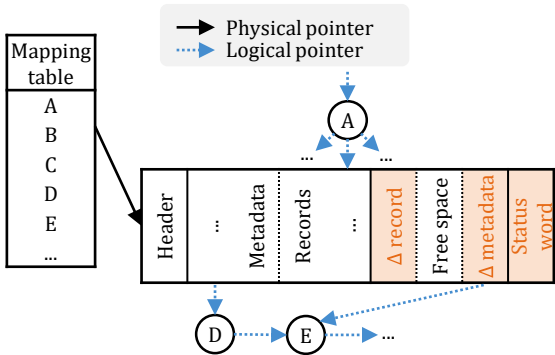 Physical pointer
Logical pointer
Mapping
table
A
B
C
D
E
...
A
...
...
Header
...
Metadata
Records
...
Δ record
Free space
Δ metadata
Status
word
D
E
...